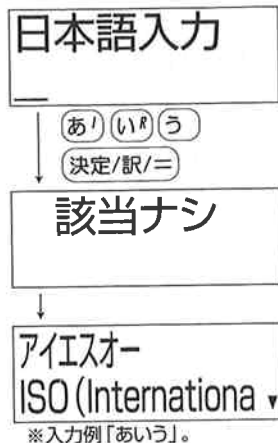 日本語入力
_
あ! いR う
決定/訳/=
該当ナシ
アイエスオー
ISO(Internationa ▼
※入力例「あいう」。